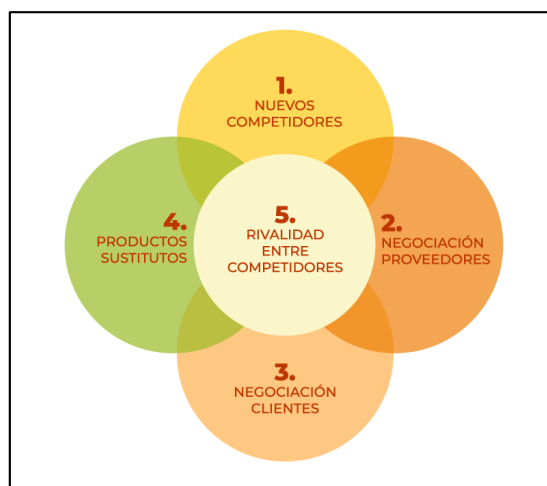 1.
NUEVOS
COMPETIDORES
2.
NEGOCIACIÓN
PROVEEDORES
3.
NEGOCIACIÓN
CLIENTES
4.
PRODUCTOS
SUSTITUTOS
5.
RIVALIDAD
ENTRE
COMPETIDORES